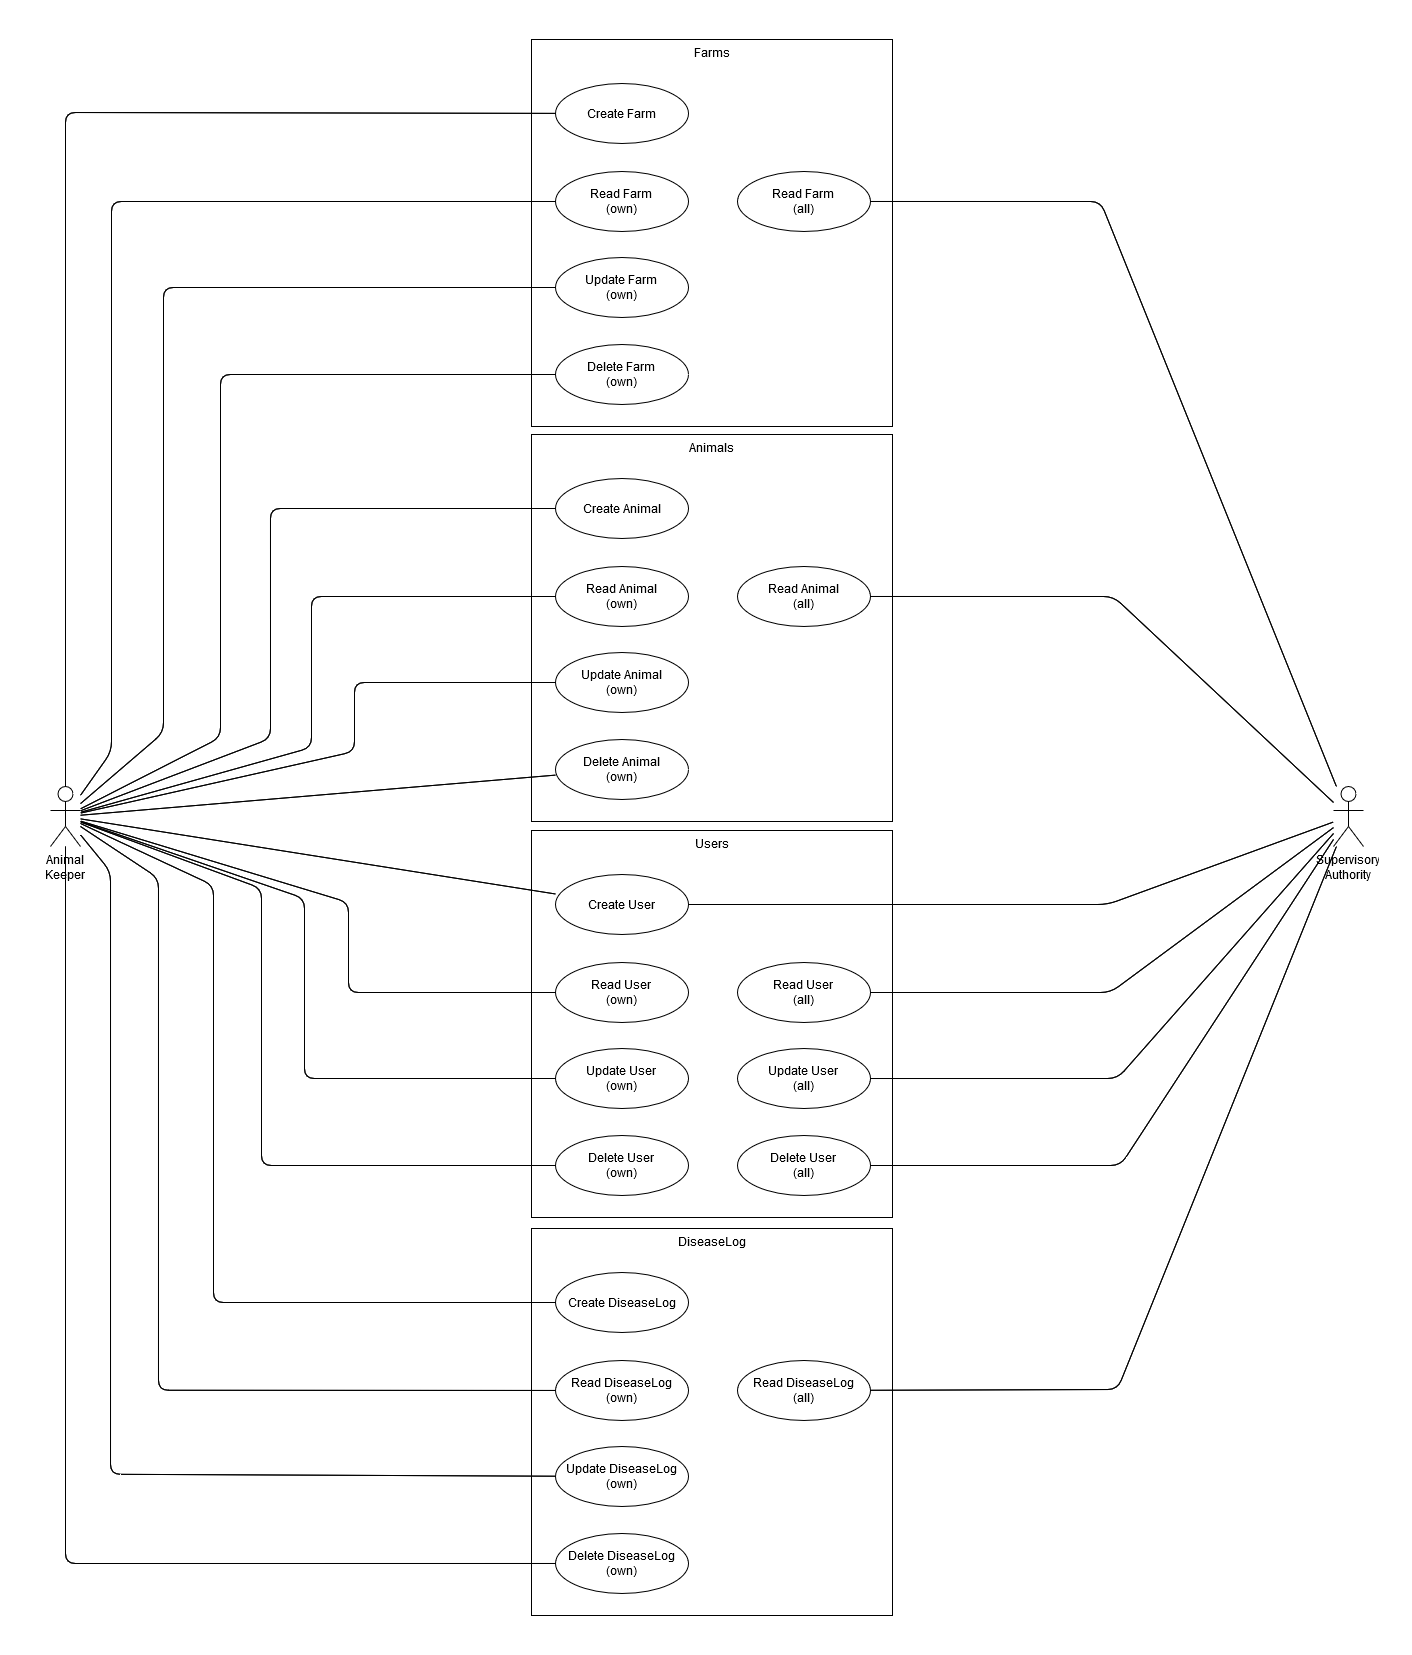 Farms
Create Farm
Read Farm
(own)
Read Farm
(all)
Update Farm
(own)
Delete Farm
(own)
Animals
Create Animal
Read Animal
(own)
Read Animal
(all)
Update Animal
(own)
Delete Animal
(own)
Animal
Keeper
Supervisory
Authority
Users
Create User
Read User
(own)
Read User
(all)
Update User
(own)
Update User
(all)
Delete User
(own)
Delete User
(all)
DiseaseLog
Create DiseaseLog
Read DiseaseLog
(own)
Read DiseaseLog
(all)
Update DiseaseLog
(own)
Delete DiseaseLog
(own)